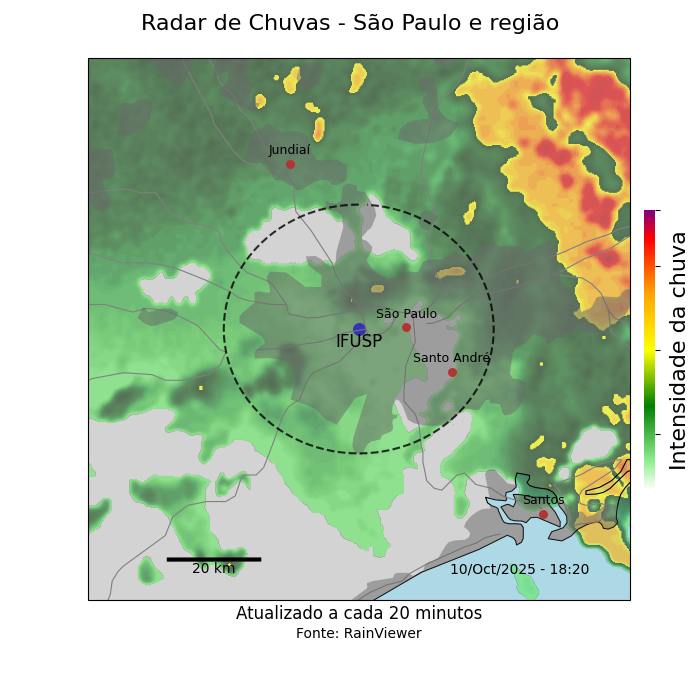 Radar de Chuvas - São Paulo e região
Jundiaí
São Paulo
IFUSP
Santo André
Intensidade da chuva
Santos
20 km
10/Oct/2025 - 18:20
Atualizado a cada 20 minutos
Fonte: RainViewer